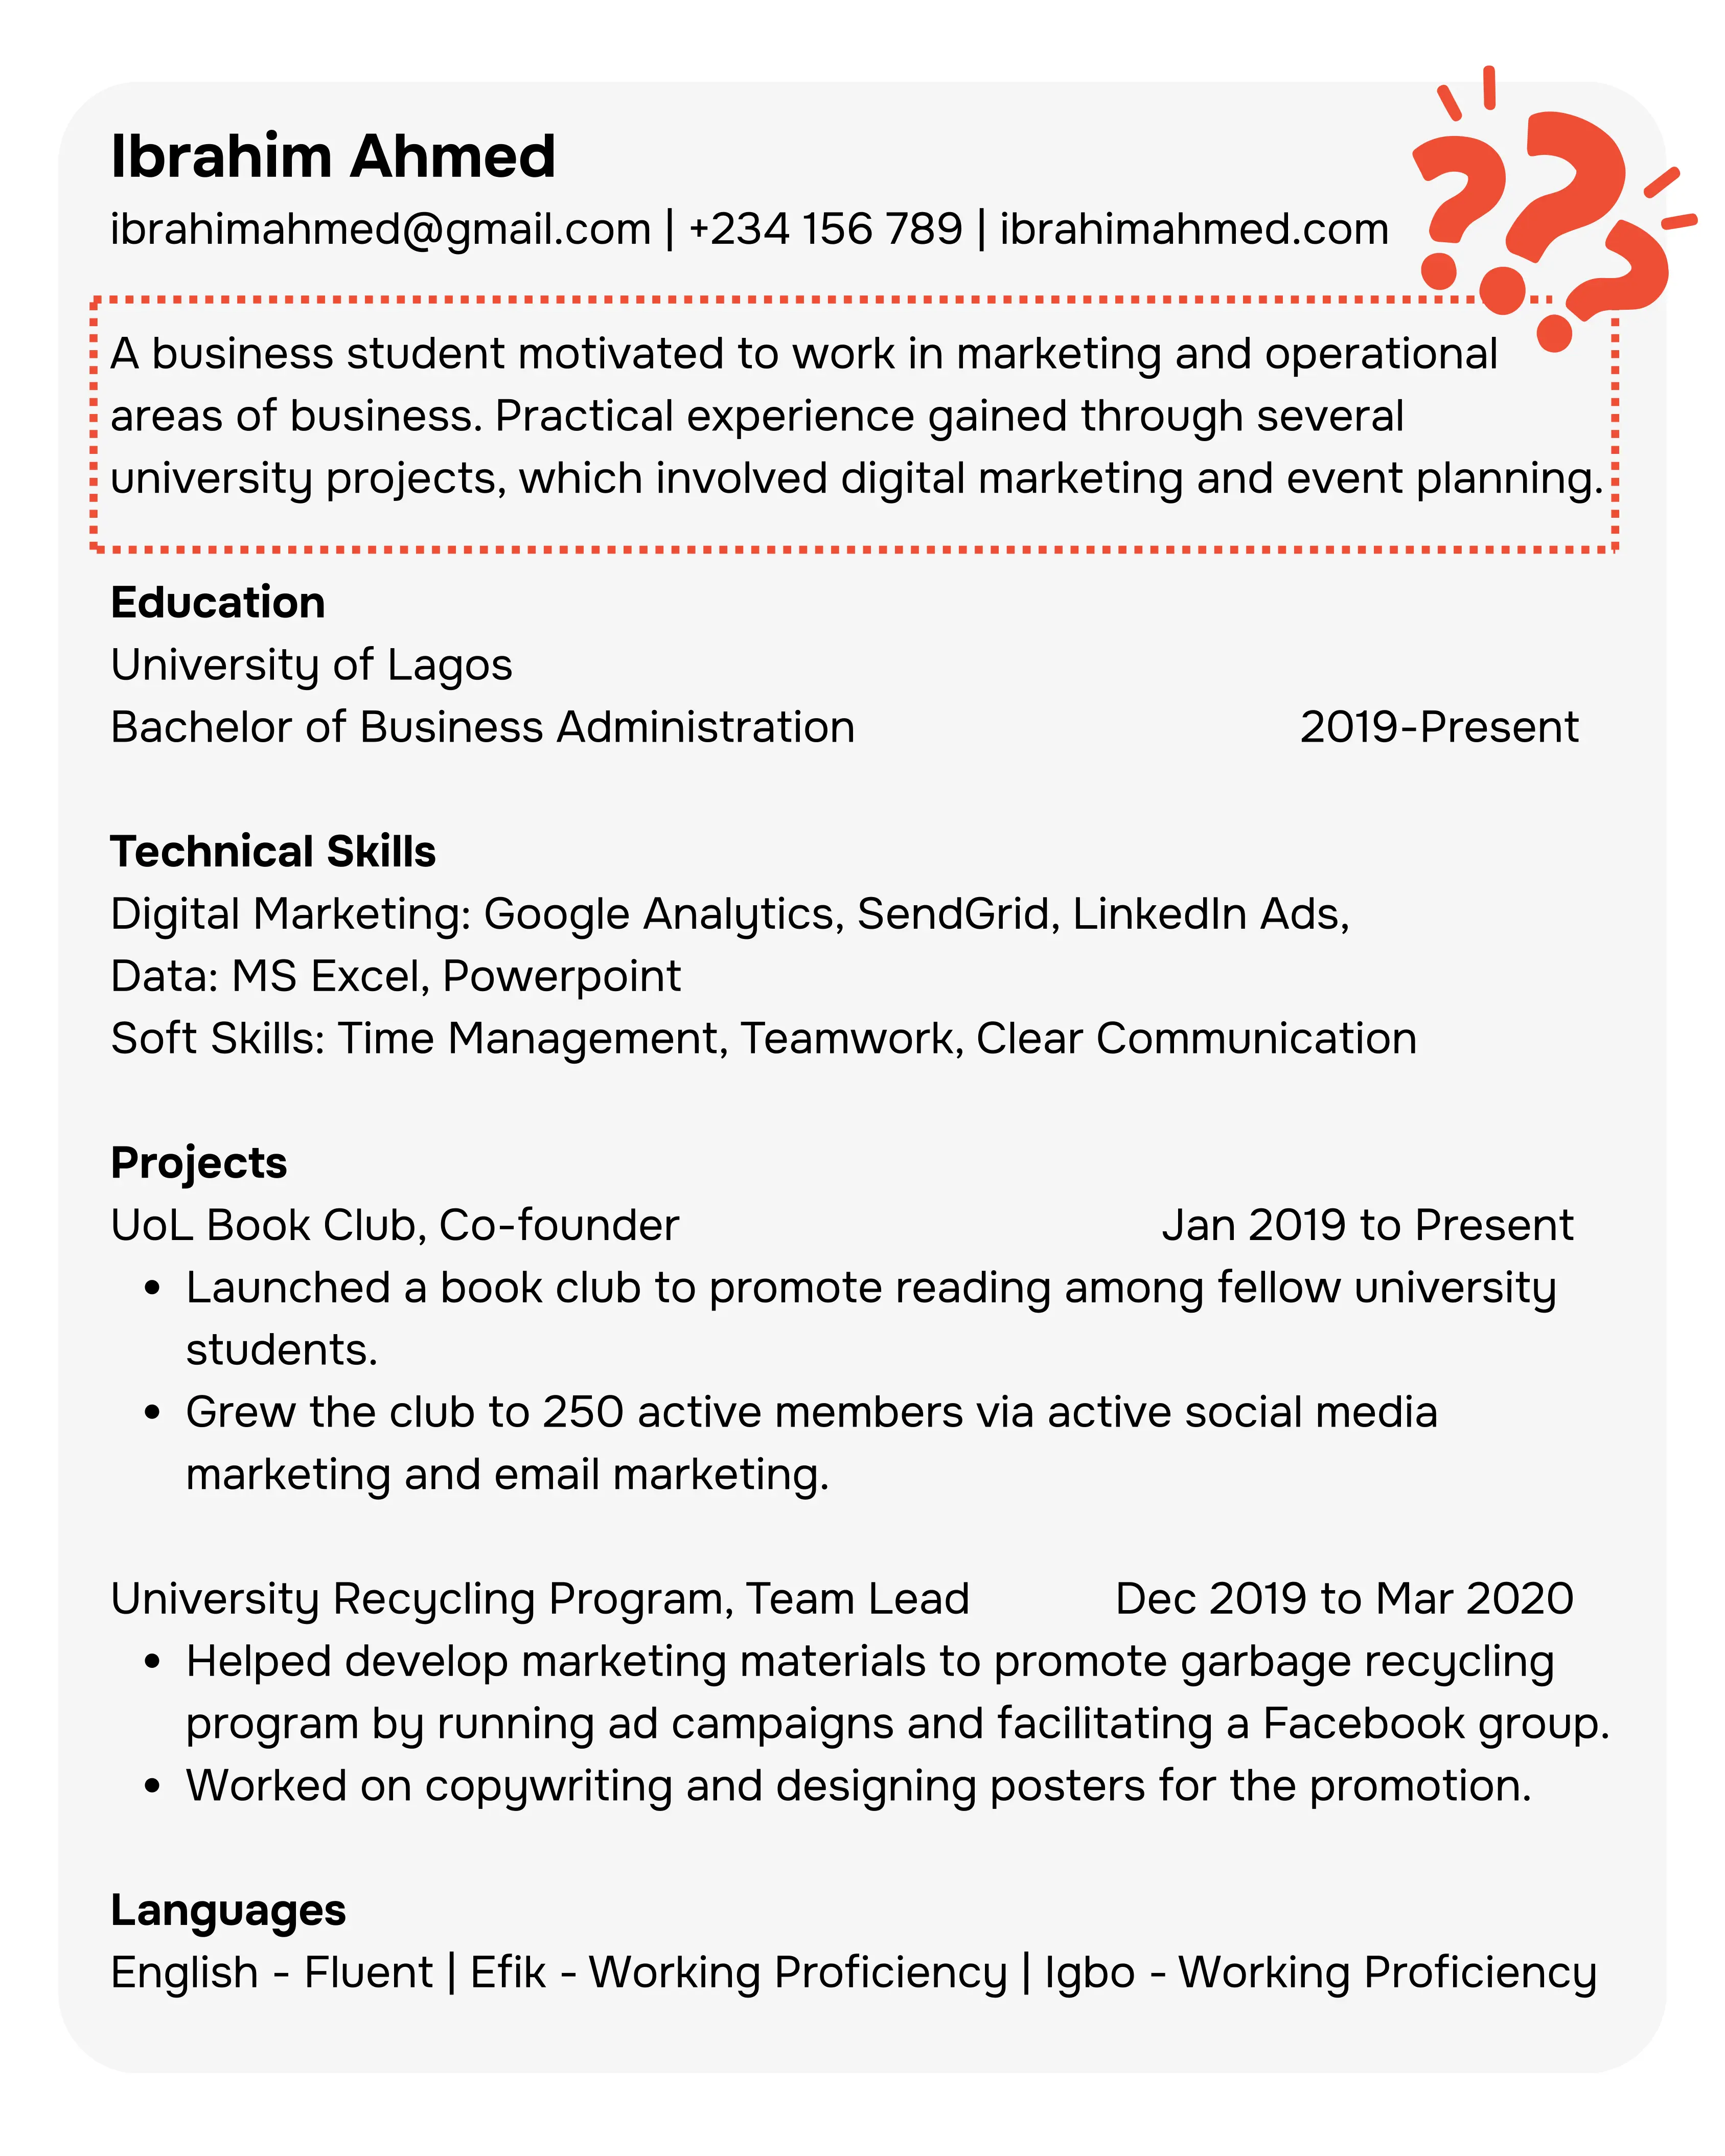 Ibrahim Ahmed
ibrahimahmed@gmail.com | +234 156 789 | ibrahimahmed.com
A business student motivated to work in marketing and operational
areas of business. Practical experience gained through several
university projects, which involved digital marketing and event planning.
Education
University of Lagos
Bachelor of Business Administration 2019-Present
Technical Skills
Digital Marketing: Google Analytics, SendGrid, LinkedIn Ads,
Data: MS Excel, Powerpoint
Soft Skills: Time Management, Teamwork, Clear Communication
Projects
UoL Book Club, Co-founder Jan 2019 to Present
• Launched a book club to promote reading among fellow university
students.
• Grew the club to 250 active members via active social media
marketing and email marketing.
University Recycling Program, Team Lead Dec 2019 to Mar 2020
• Helped develop marketing materials to promote garbage recycling
program by running ad campaigns and facilitating a Facebook group.
• Worked on copywriting and designing posters for the promotion.
Languages
English - Fluent | Efik - Working Proficiency | Igbo - Working Proficiency